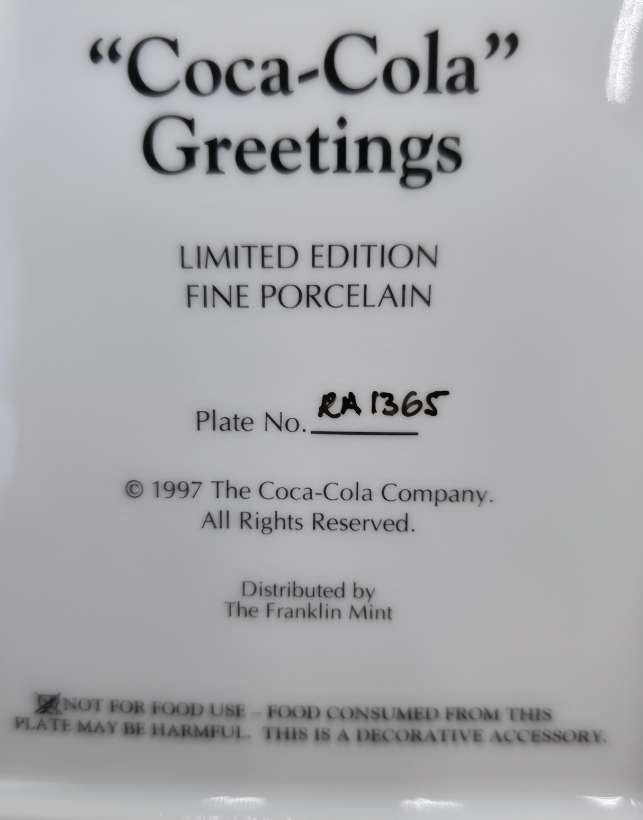 “Coca-Cola”
Greetings
LIMITED EDITION
FINE PORCELAIN
Plate No. RA1365
© 1997 The Coca-Cola Company.
All Rights Reserved.
Distributed by
The Franklin Mint
NOT FOR FOOD USE – FOOD CONSUMED FROM THIS
PLATE MAY BE HARMFUL. THIS IS A DECORATIVE ACCESSORY.